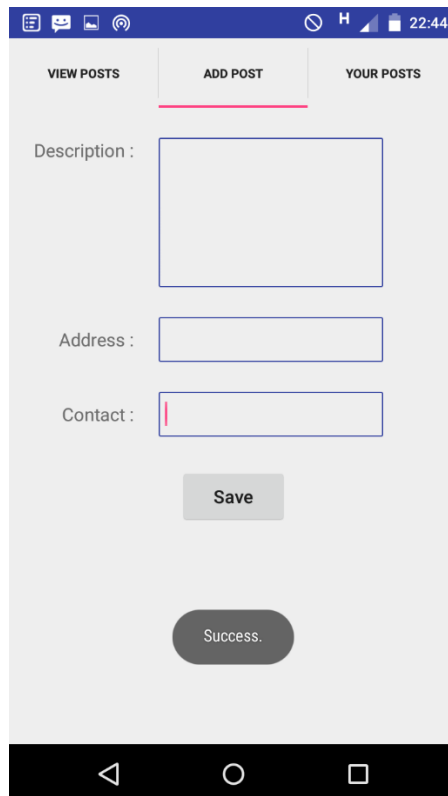 H 22:44
VIEW POSTS ADD POST YOUR POSTS
Description :
Address :
Contact :
Save
Success.